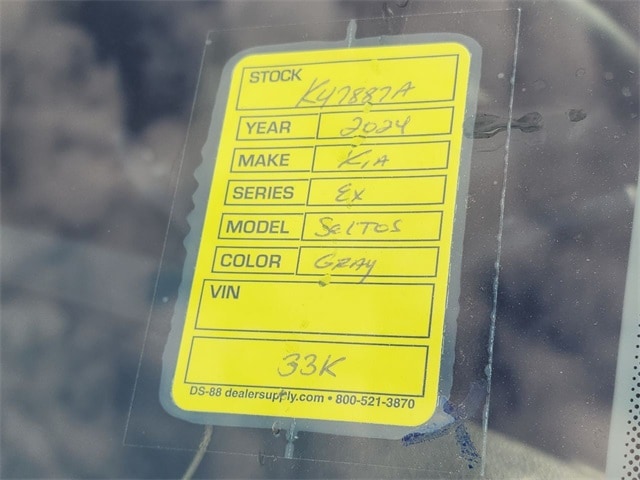 STOCK K47887A
YEAR 2024
MAKE KIA
SERIES EX
MODEL SelTOS
COLOR GRAY
VIN
33K
DS-88 dealersupply.com • 800-521-3870